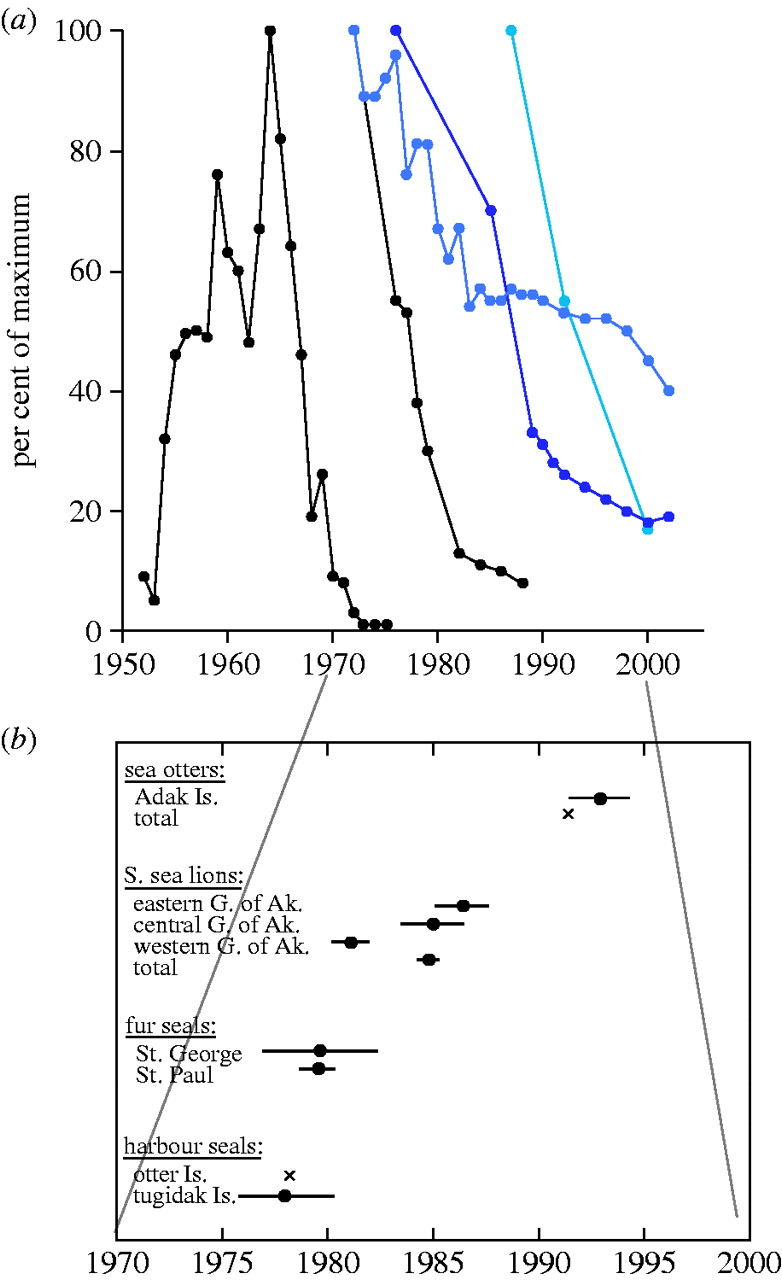 (a)
100
80
60
40
20
0
per cent of maximum
1950 1960 1970 1980 1990 2000
(b)
sea otters:
Adak Is.
total
S. sea lions:
eastern G. of Ak.
central G. of Ak.
western G. of Ak.
total
fur seals:
St. George
St. Paul
harbour seals:
otter Is.
tugidak Is.
1970 1975 1980 1985 1990 1995 2000